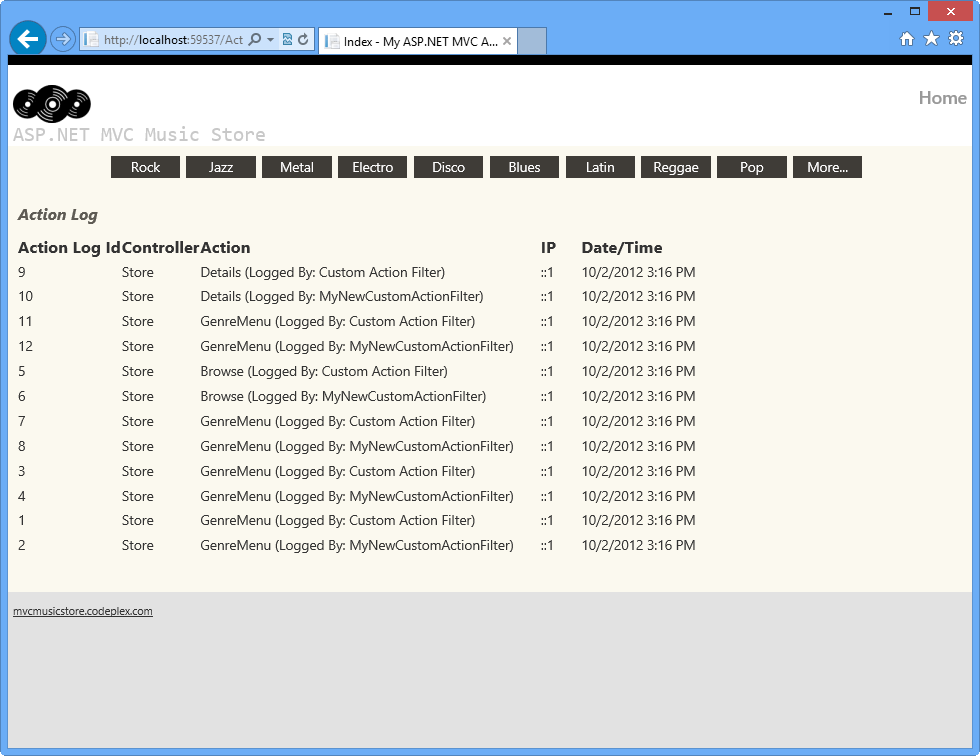 http://localhost:59537/Act
Index - My ASP.NET MVC A...
Home
ASP.NET MVC Music Store
Rock Jazz Metal Electro Disco Blues Latin Reggae Pop More...
Action Log
Action Log Id Controller Action IP Date/Time
9 Store Details (Logged By: Custom Action Filter) ::1 10/2/2012 3:16 PM
10 Store Details (Logged By: MyNewCustomActionFilter) ::1 10/2/2012 3:16 PM
11 Store GenreMenu (Logged By: Custom Action Filter) ::1 10/2/2012 3:16 PM
12 Store GenreMenu (Logged By: MyNewCustomActionFilter) ::1 10/2/2012 3:16 PM
5 Store Browse (Logged By: Custom Action Filter) ::1 10/2/2012 3:16 PM
6 Store Browse (Logged By: MyNewCustomActionFilter) ::1 10/2/2012 3:16 PM
7 Store GenreMenu (Logged By: Custom Action Filter) ::1 10/2/2012 3:16 PM
8 Store GenreMenu (Logged By: MyNewCustomActionFilter) ::1 10/2/2012 3:16 PM
3 Store GenreMenu (Logged By: Custom Action Filter) ::1 10/2/2012 3:16 PM
4 Store GenreMenu (Logged By: MyNewCustomActionFilter) ::1 10/2/2012 3:16 PM
1 Store GenreMenu (Logged By: Custom Action Filter) ::1 10/2/2012 3:16 PM
2 Store GenreMenu (Logged By: MyNewCustomActionFilter) ::1 10/2/2012 3:16 PM
mvcmusicstore.codeplex.com